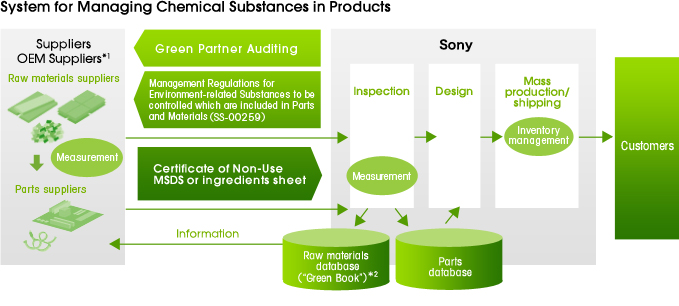 System for Managing Chemical Substances in Products
Suppliers
OEM Suppliers*1
Raw materials suppliers
Measurement
Parts suppliers
Green Partner Auditing
Management Regulations for
Environment-related Substances to be
controlled which are included in Parts
and Materials (SS-00259)
Certificate of Non-Use
MSDS or ingredients sheet
Information
Sony
Inspection
Measurement
Design
Mass
production/
shipping
Inventory
management
Customers
Raw materials
database
("Green Book")*2
Parts
database